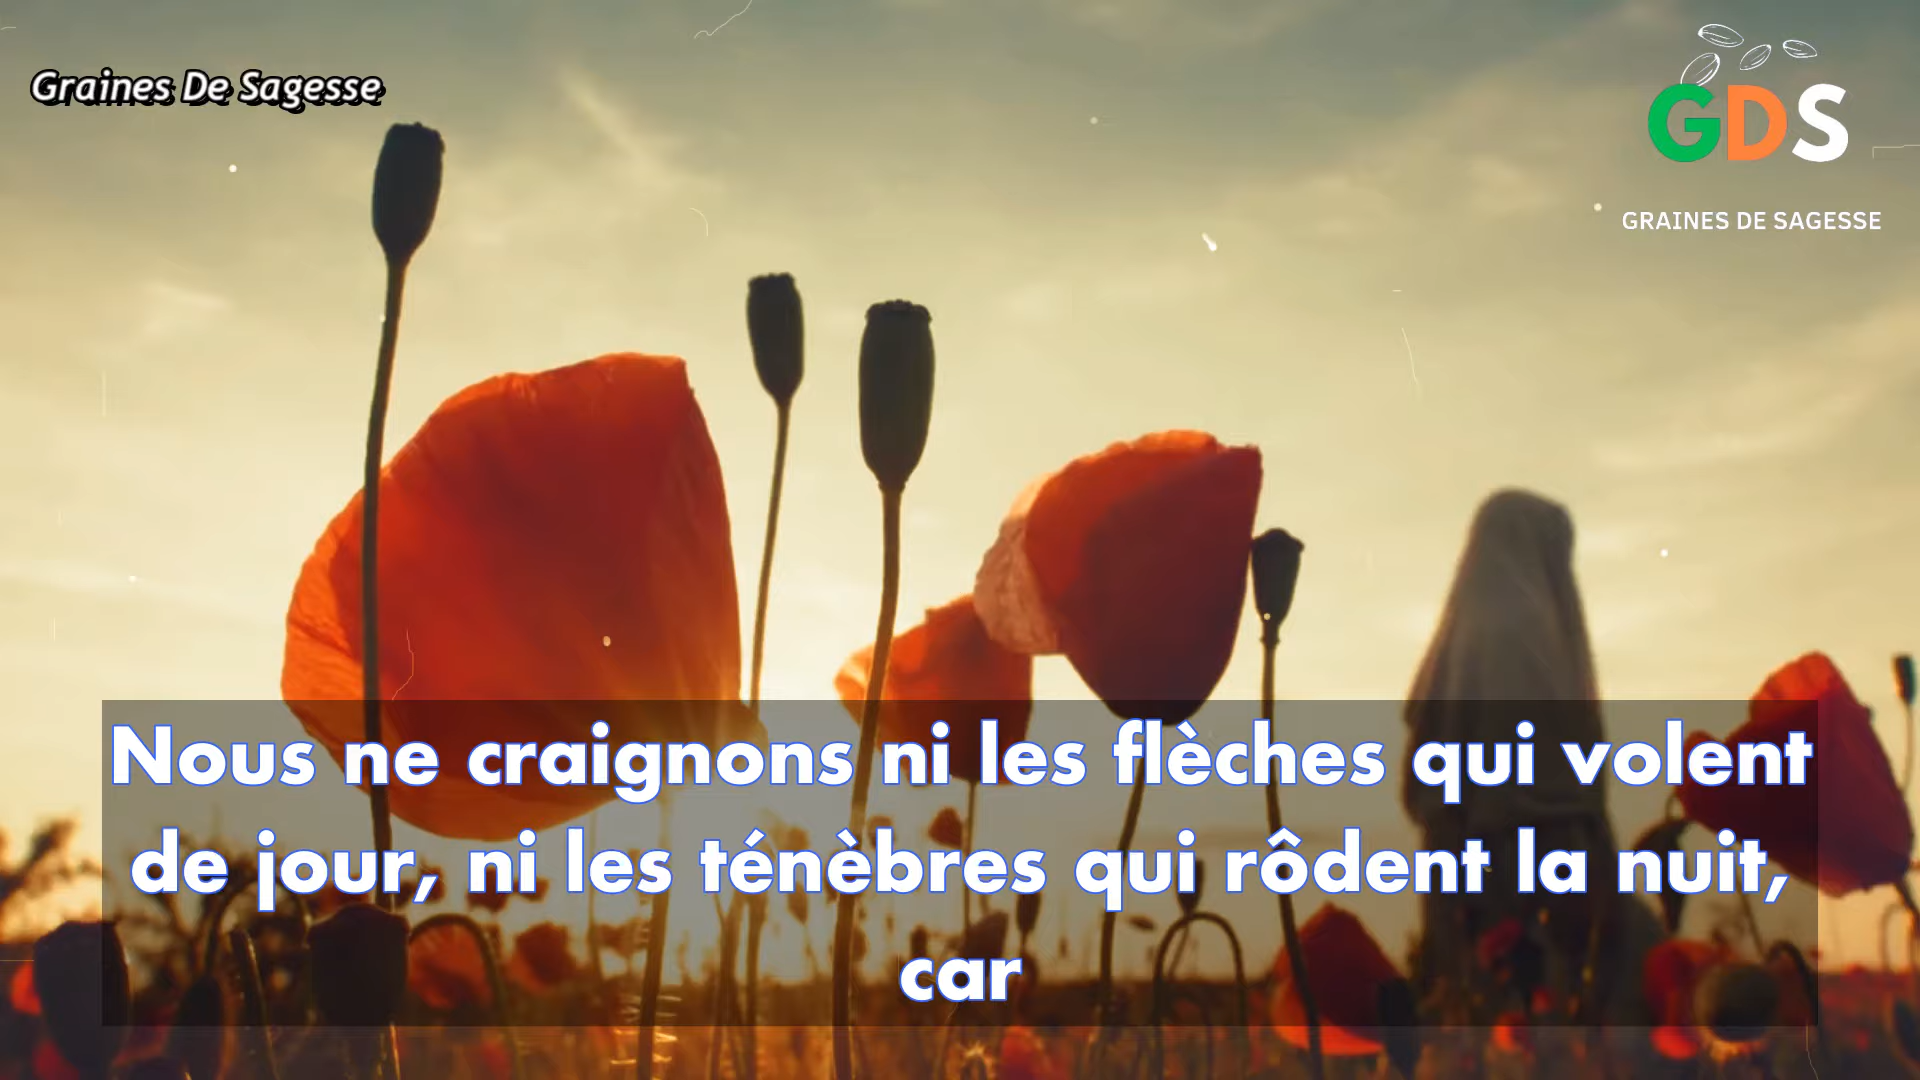 Graines De Sagesse
GDS
GRAINES DE SAGESSE
Nous ne craignons ni les flèches qui volent
de jour, ni les ténèbres qui rôdent la nuit,
car